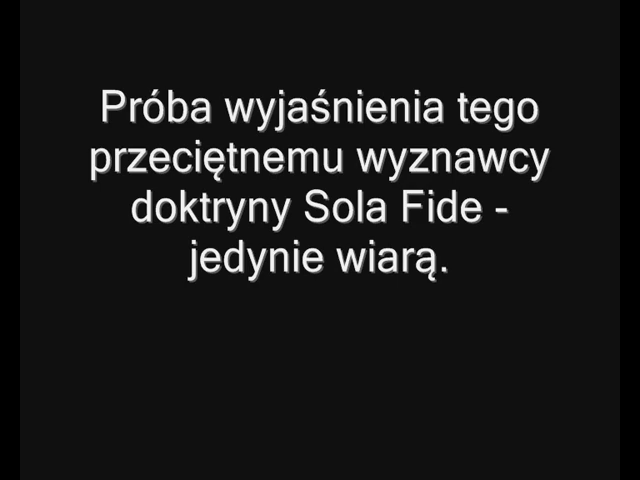 Próba wyjaśnienia tego
przeciętnemu wyznawcy
doktryny Sola Fide -
jedynie wiarą.